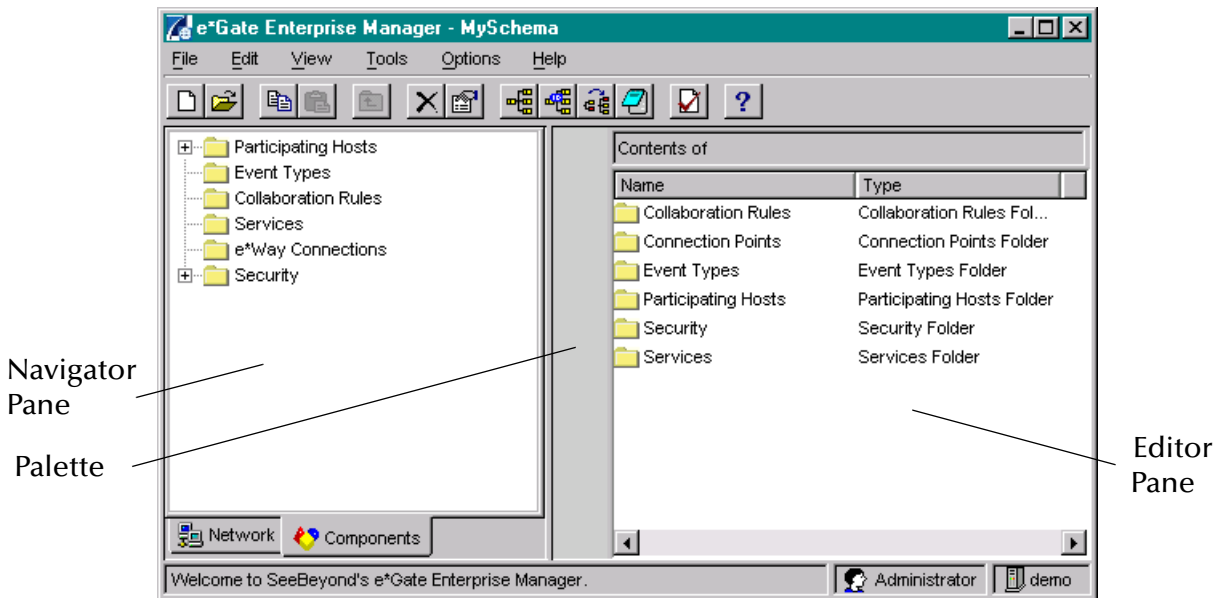 e*Gate Enterprise Manager - MySchema
File Edit View Tools Options Help
?
Participating Hosts
Event Types
Collaboration Rules
Services
e*Way Connections
Security
Contents of
Name Type
Collaboration Rules Collaboration Rules Fol...
Connection Points Connection Points Folder
Event Types Event Types Folder
Participating Hosts Participating Hosts Folder
Security Security Folder
Services Services Folder
Navigator
Pane
Palette
Editor
Pane
Network Components
Welcome to SeeBeyond's e*Gate Enterprise Manager. Administrator demo